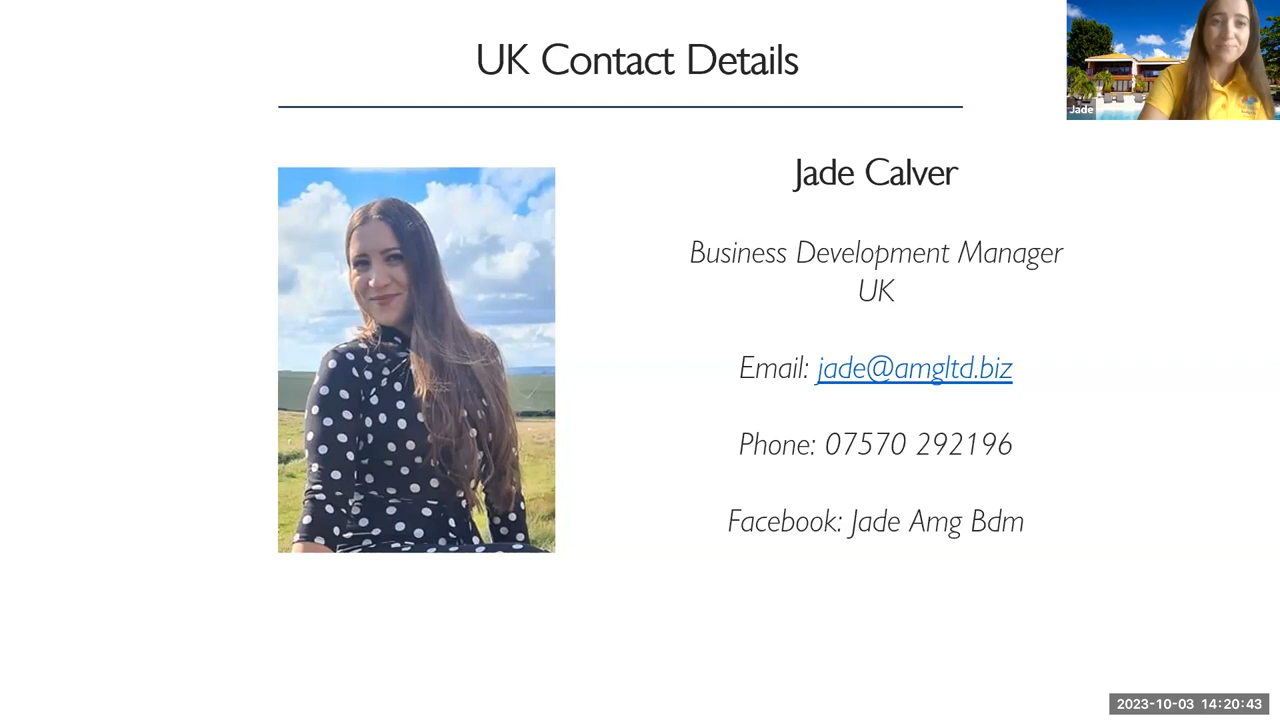 UK Contact Details
Jade
Jade Calver
Business Development Manager
UK
Email: jade@amgltd.biz
Phone: 07570 292196
Facebook: Jade Amg Bdm
2023-10-03 14:20:43